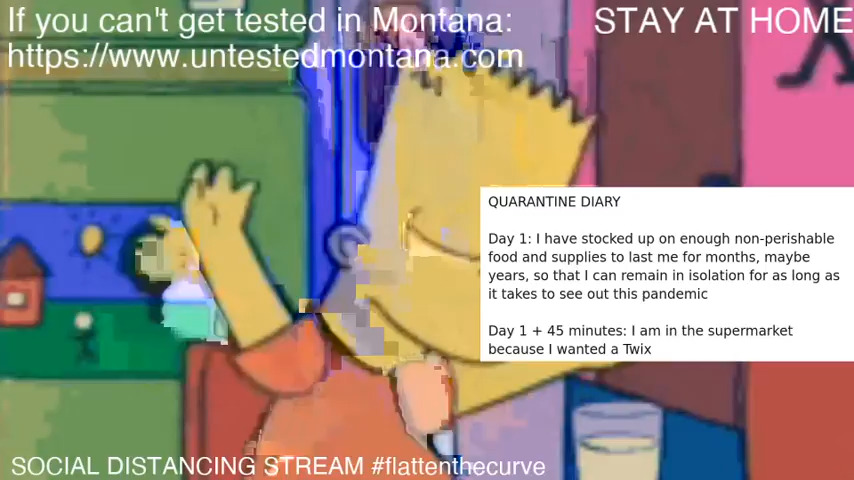 If you can't get tested in Montana:
https://www.untestedmontana.com
STAY AT HOME
QUARANTINE DIARY
Day 1: I have stocked up on enough non-perishable
food and supplies to last me for months, maybe
years, so that I can remain in isolation for as long as
it takes to see out this pandemic
Day 1 + 45 minutes: I am in the supermarket
because I wanted a Twix
SOCIAL DISTANCING STREAM #flattenthecurve